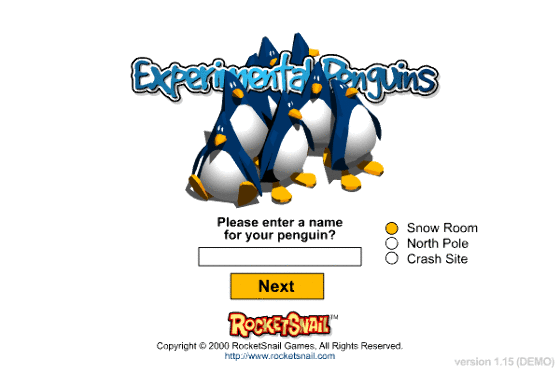 Experimental Penguins
Please enter a name
for your penguin?
Snow Room
North Pole
Crash Site
Next
ROCKETSNAIL™
Copyright © 2000 RocketSnail Games, All Rights Reserved.
http://www.rocketsnail.com
version 1.15 (DEMO)